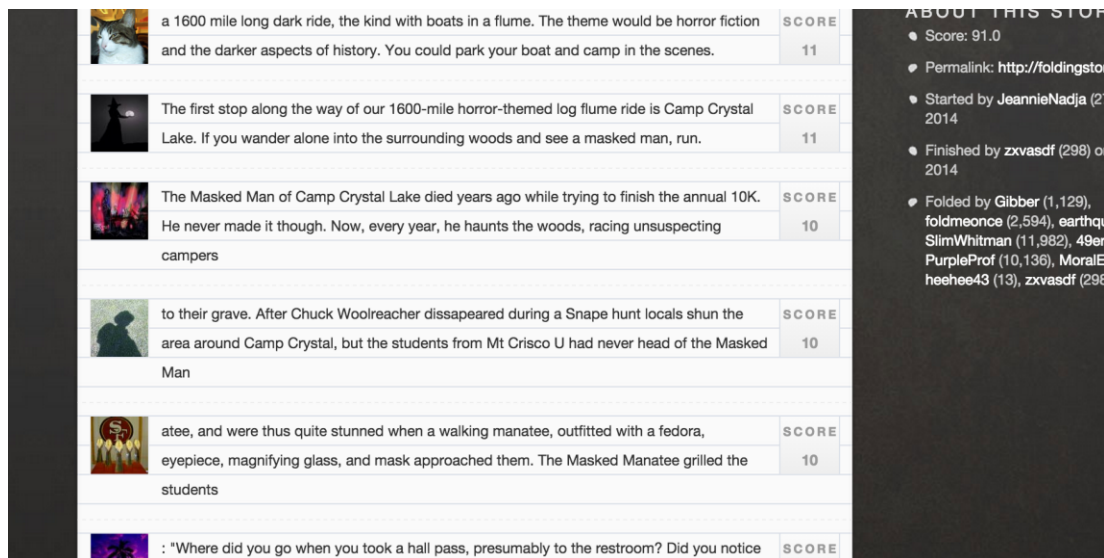 a 1600 mile long dark ride, the kind with boats in a flume. The theme would be horror fiction
and the darker aspects of history. You could park your boat and camp in the scenes.
SCORE
11
The first stop along the way of our 1600-mile horror-themed log flume ride is Camp Crystal
Lake. If you wander alone into the surrounding woods and see a masked man, run.
SCORE
11
The Masked Man of Camp Crystal Lake died years ago while trying to finish the annual 10K.
He never made it though. Now, every year, he haunts the woods, racing unsuspecting
campers
SCORE
10
to their grave. After Chuck Woolreacher dissapeared during a Snape hunt locals shun the
area around Camp Crystal, but the students from Mt Crisco U had never head of the Masked
Man
SCORE
10
atee, and were thus quite stunned when a walking manatee, outfitted with a fedora,
eyepiece, magnifying glass, and mask approached them. The Masked Manatee grilled the
students
SCORE
10
: "Where did you go when you took a hall pass, presumably to the restroom? Did you notice
SCORE
ABOUT THIS STOR
Score: 91.0
Permalink: http://foldingstor
Started by JeannieNadja (27
2014
Finished by zxvasdf (298) on
2014
Folded by Gibber (1,129),
foldmeonce (2,594), earthqu
SlimWhitman (11,982), 49er
PurpleProf (10,136), MoralE
heehee43 (13), zxvasdf (298